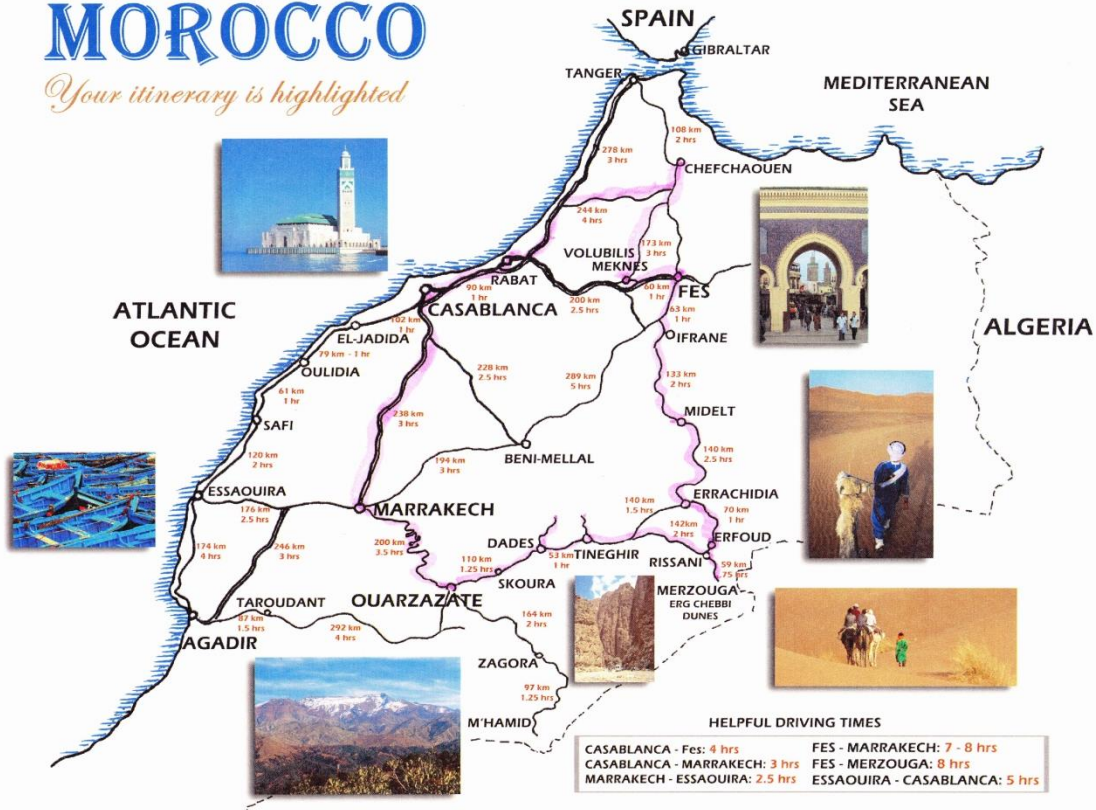 MOROCCO
Your itinerary is highlighted
SPAIN
GIBRALTAR
TANGER
MEDITERRANEAN
SEA
108 km
2 hrs
278 km
3 hrs
CHEFCHAOUEN
244 km
4 hrs
173 km
3 hrs
VOLUBILIS
MEKNES
RABAT
60 km
1 hr
FES
90 km
1 hr
200 km
2.5 hrs
CASABLANCA
63 km
1 hr
ATLANTIC
OCEAN
ALGERIA
102 km
1 hr
EL-JADIDA
IFRANE
79 km - 1 hr
OULIDIA
228 km
2.5 hrs
289 km
5 hrs
133 km
2 hrs
61 km
1 hr
SAFI
238 km
3 hrs
MIDELT
120 km
2 hrs
194 km
3 hrs
BENI-MELLAL
140 km
2.5 hrs
ESSAOUIRA
176 km
2.5 hrs
MARRAKECH
140 km
1.5 hrs
ERRACHIDIA
70 km
1 hr
142km
2 hrs
ERFOUD
174 km
4 hrs
246 km
3 hrs
200 km
3.5 hrs
DADES
53 km
1 hr
TINEGHIR
RISSANI
110 km
1.25 hrs
SKOURA
59 km
.75 hrs
OUARZAZATE
MERZOUGA
ERG CHEBBI
DUNES
TAROUDANT
87 km
1.5 hrs
292 km
4 hrs
AGADIR
164 km
2 hrs
ZAGORA
97 km
1.25 hrs
M'HAMID
HELPFUL DRIVING TIMES
CASABLANCA - Fes: 4 hrs
CASABLANCA - MARRAKECH: 3 hrs
MARRAKECH - ESSAOUIRA: 2.5 hrs
FES - MARRAKECH: 7 - 8 hrs
FES - MERZOUGA: 8 hrs
ESSAOUIRA - CASABLANCA: 5 hrs